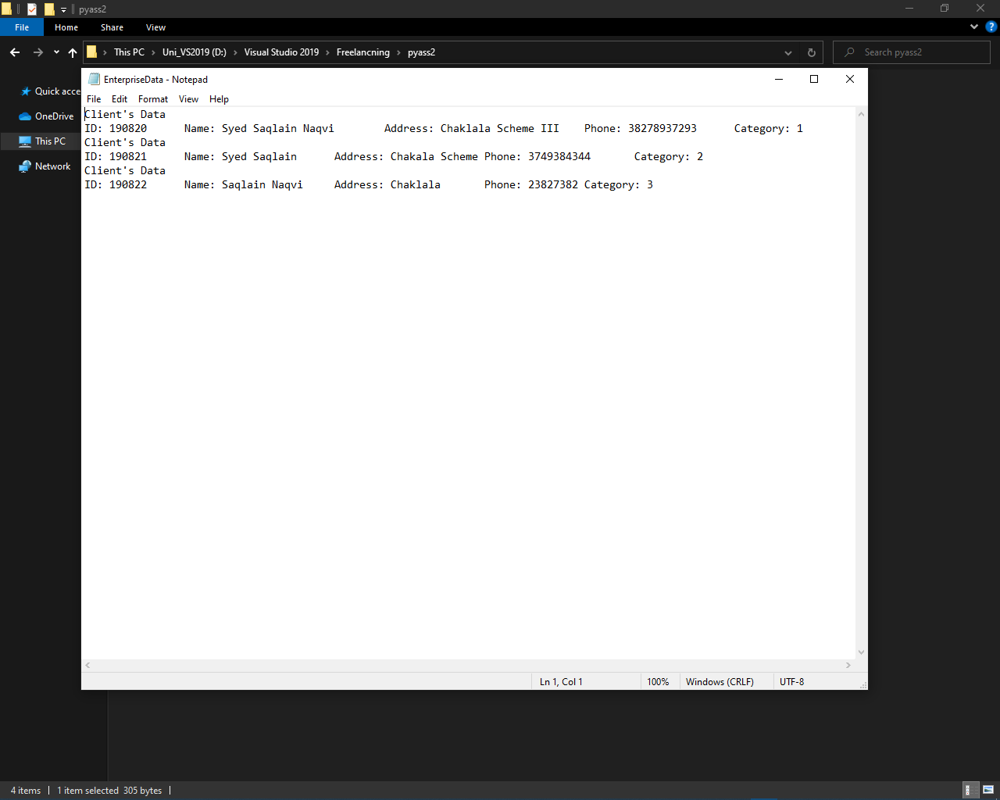 pyass2
File Home Share View
This PC Uni_VS2019 (D:) Visual Studio 2019 Freelancning pyass2 Search pyass2
Quick acce
OneDrive
This PC
Network
EnterpriseData - Notepad
File Edit Format View Help
Client's Data
ID: 190820 Name: Syed Saqlain Naqvi Address: Chaklala Scheme III Phone: 38278937293 Category: 1
Client's Data
ID: 190821 Name: Syed Saqlain Address: Chakala Scheme Phone: 3749384344 Category: 2
Client's Data
ID: 190822 Name: Saqlain Naqvi Address: Chaklala Phone: 23827382 Category: 3
Ln 1, Col 1 100% Windows (CRLF) UTF-8
4 items 1 item selected 305 bytes